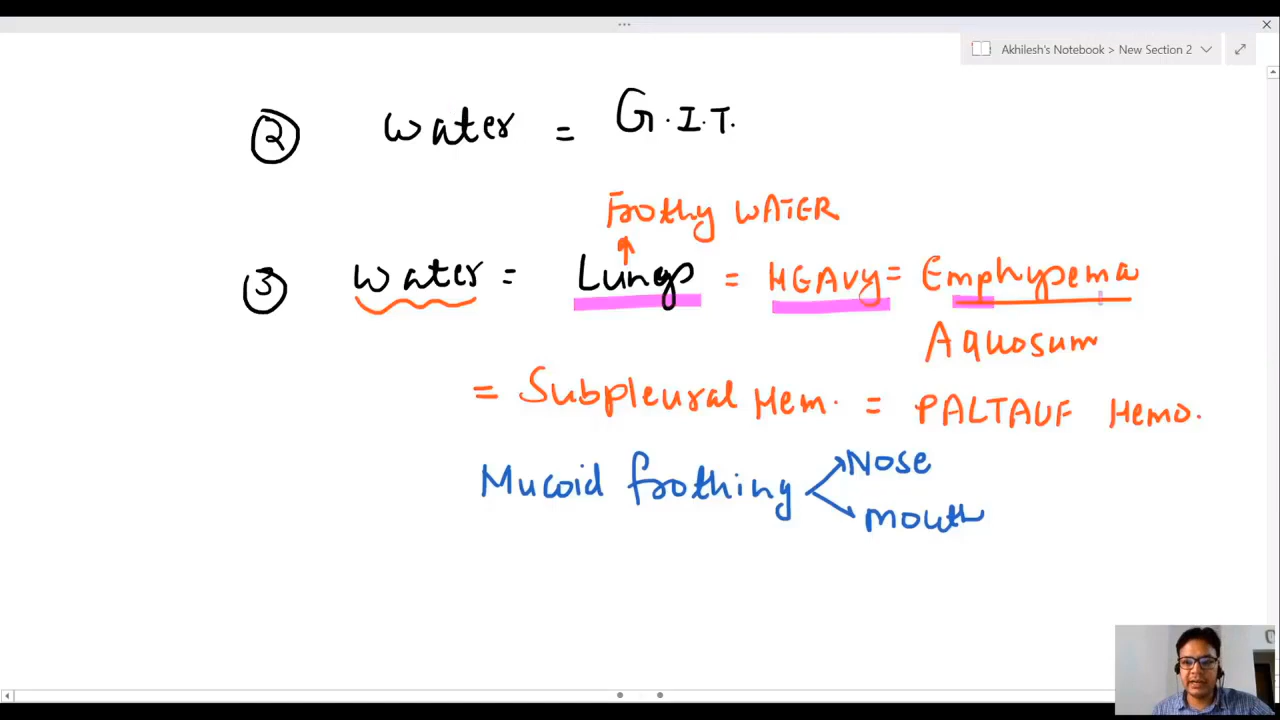 Akhilesh's Notebook > New Section 2
② Water = G.I.T.
Frothy WATER
③ Water = Lungs = HEAVY = Emphysema
Aquosum
= Subpleural Hem. = PALTAUF Hemo.
Mucoid frothing Nose
mouth